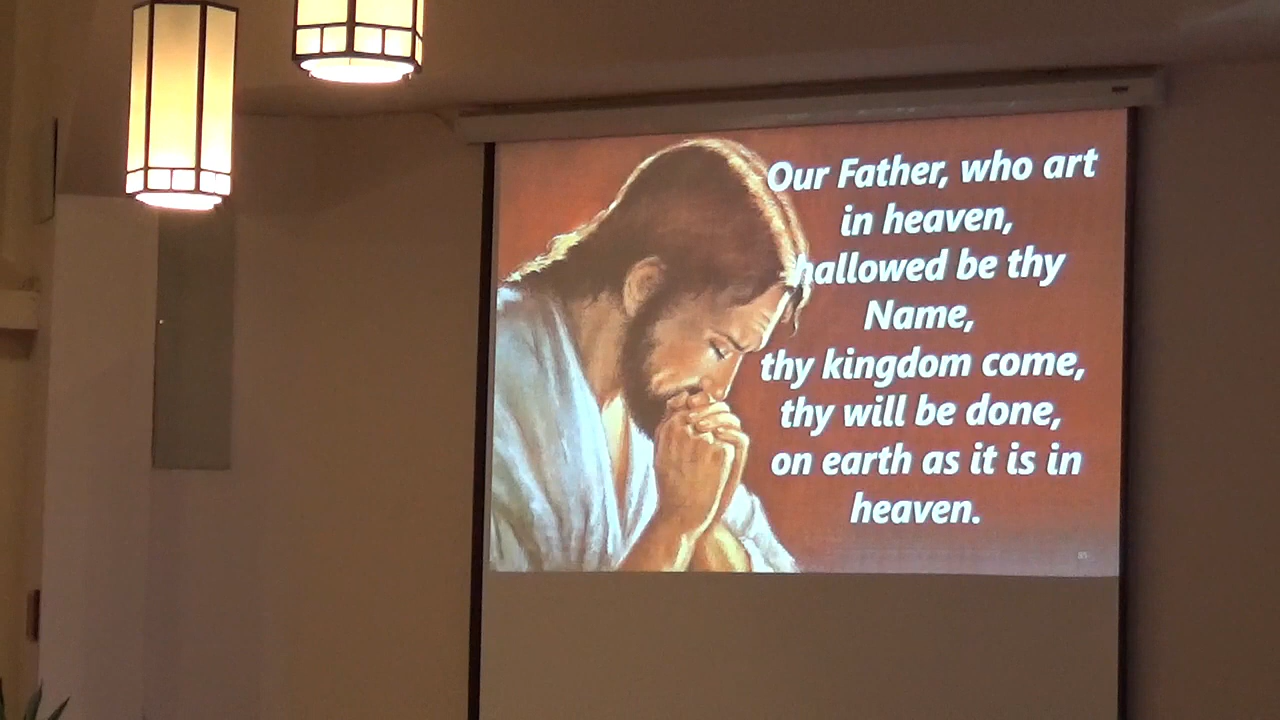 Our Father, who art
in heaven,
hallowed be thy
Name,
thy kingdom come,
thy will be done,
on earth as it is in
heaven.